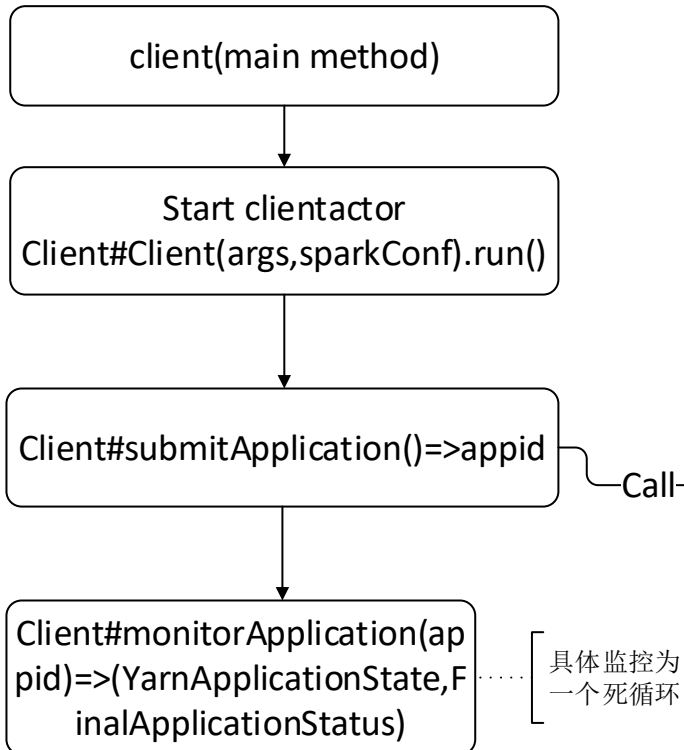 client(main method)
Start clientactor
Client#Client(args,sparkConf).run()
Client#submitApplication()=>appid
Call
Client#monitorApplication(ap
pid)=>(YarnApplicationState,F
inalApplicationStatus)
具体监控为
一个死循环